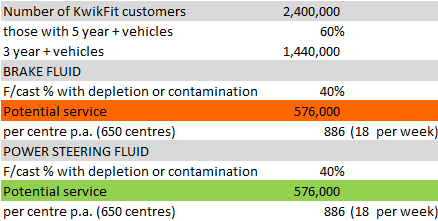 Number of KwikFit customers 2,400,000
those with 5 year + vehicles 60%
3 year + vehicles 1,440,000
BRAKE FLUID
F/cast % with depletion or contamination 40%
Potential service 576,000
per centre p.a. (650 centres) 886 (18 per week)
POWER STEERING FLUID
F/cast % with depletion or contamination 40%
Potential service 576,000
per centre p.a. (650 centres) 886 (18 per week)